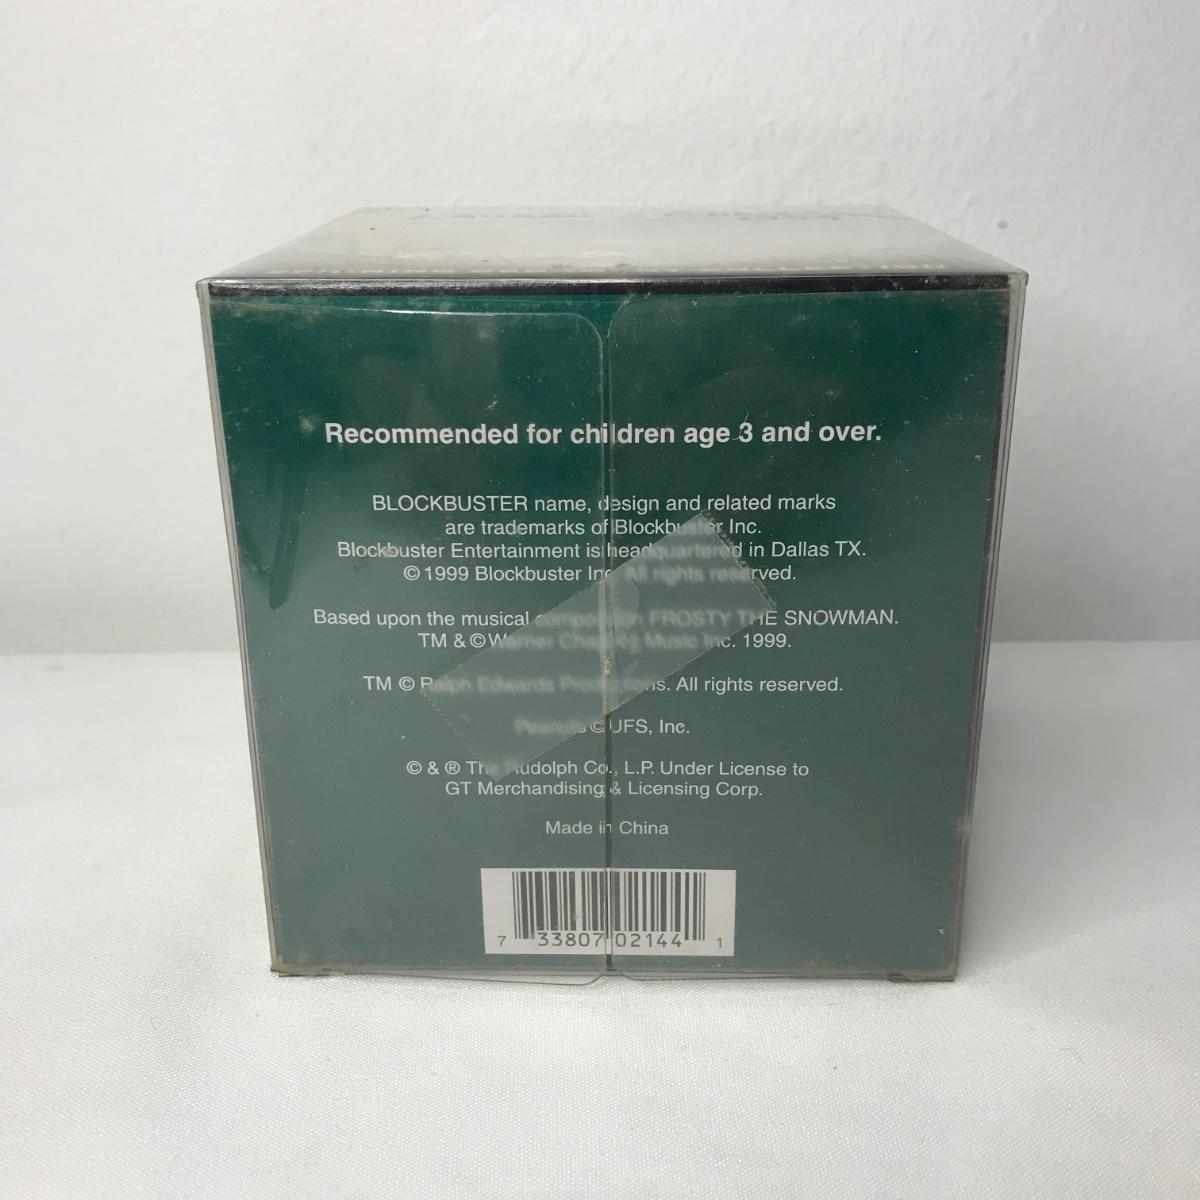 Recommended for children age 3 and over.
BLOCKBUSTER name, design and related marks
are trademarks of Blockbuster Inc.
Blockbuster Entertainment is headquartered in Dallas TX.
© 1999 Blockbuster Inc. All rights reserved.
Based upon the musical composition FROSTY THE SNOWMAN.
TM & © Warner Chappell Music Inc. 1999.
TM © Ralph Edwards Productions. All rights reserved.
Peanuts © UFS, Inc.
© & ® The Rudolph Co., L.P. Under License to
GT Merchandising & Licensing Corp.
Made in China
7 33807 02144 1